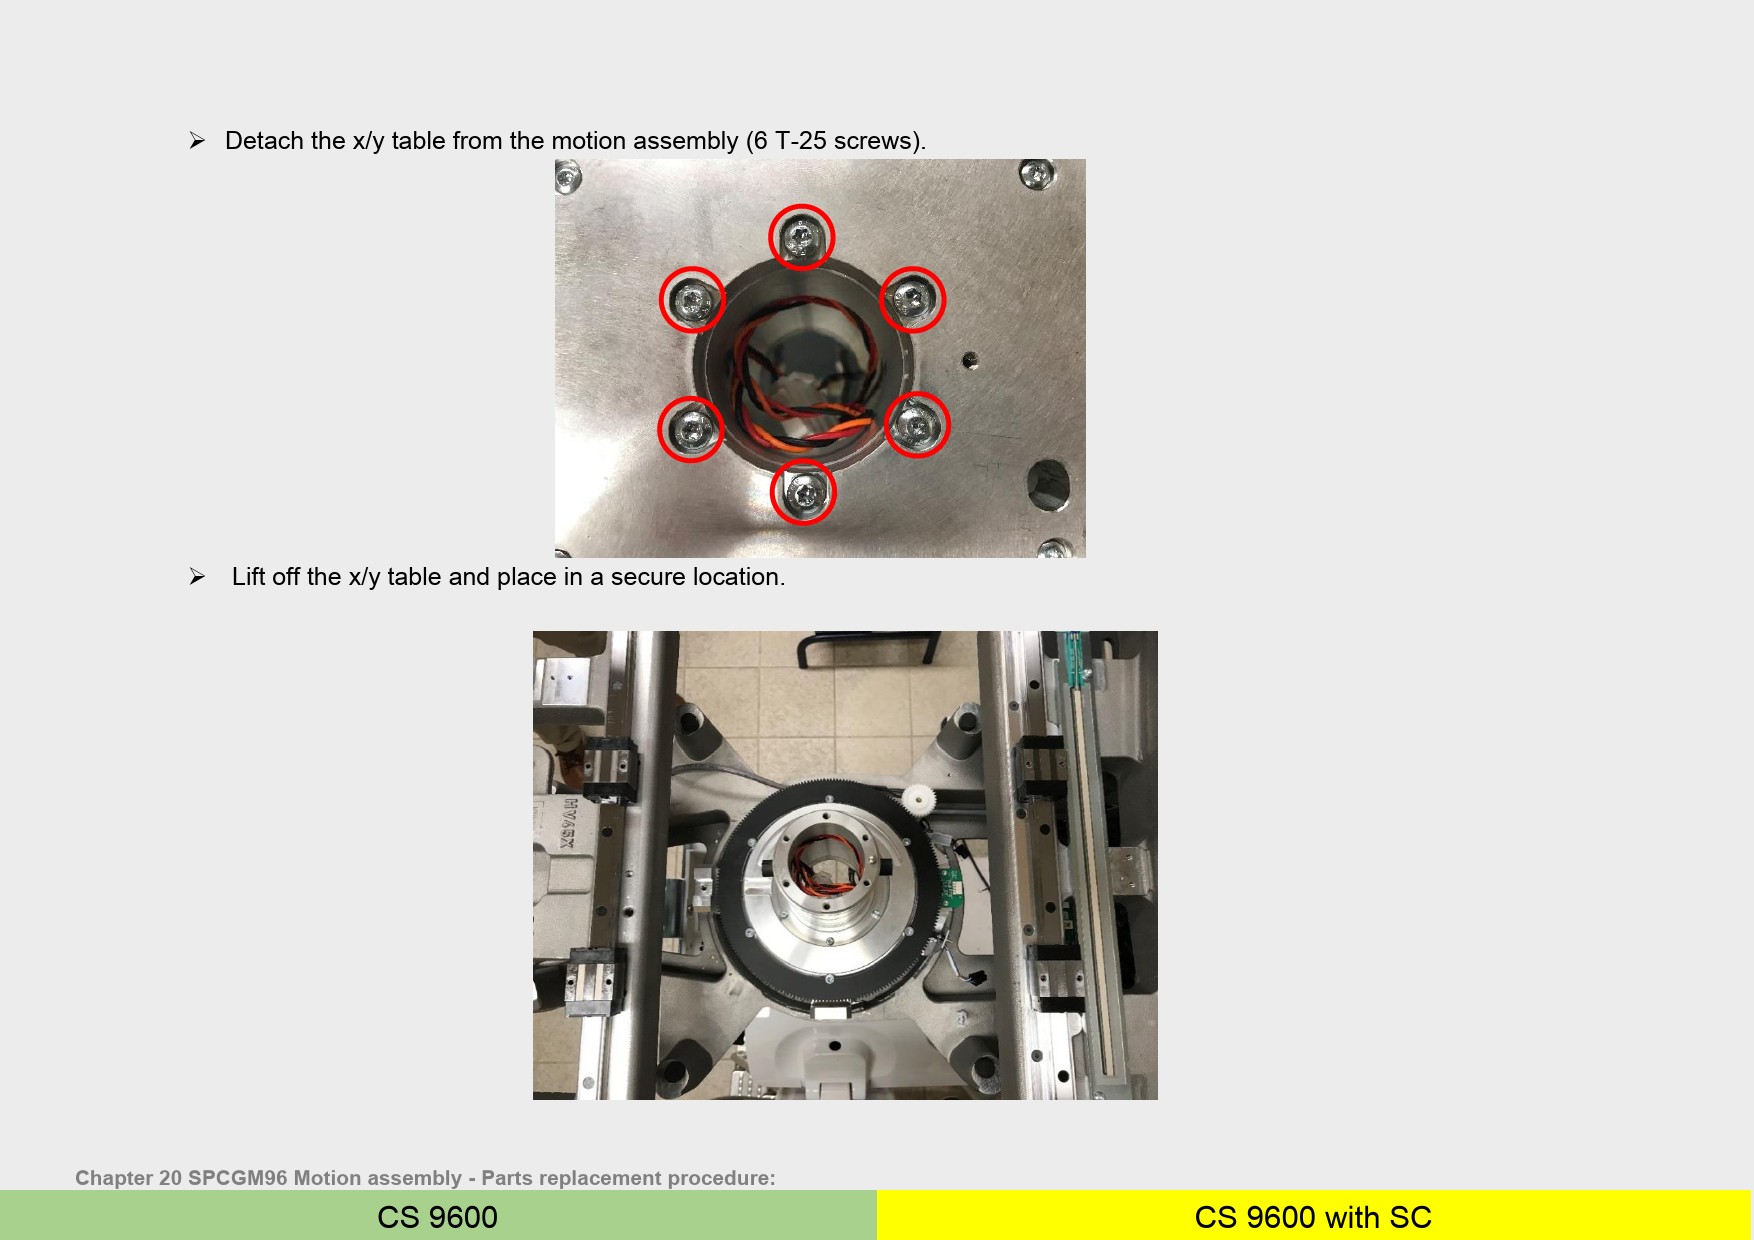 ➢ Detach the x/y table from the motion assembly (6 T-25 screws).
➢ Lift off the x/y table and place in a secure location.
HV45X
Chapter 20 SPCGM96 Motion assembly - Parts replacement procedure:
CS 9600
CS 9600 with SC